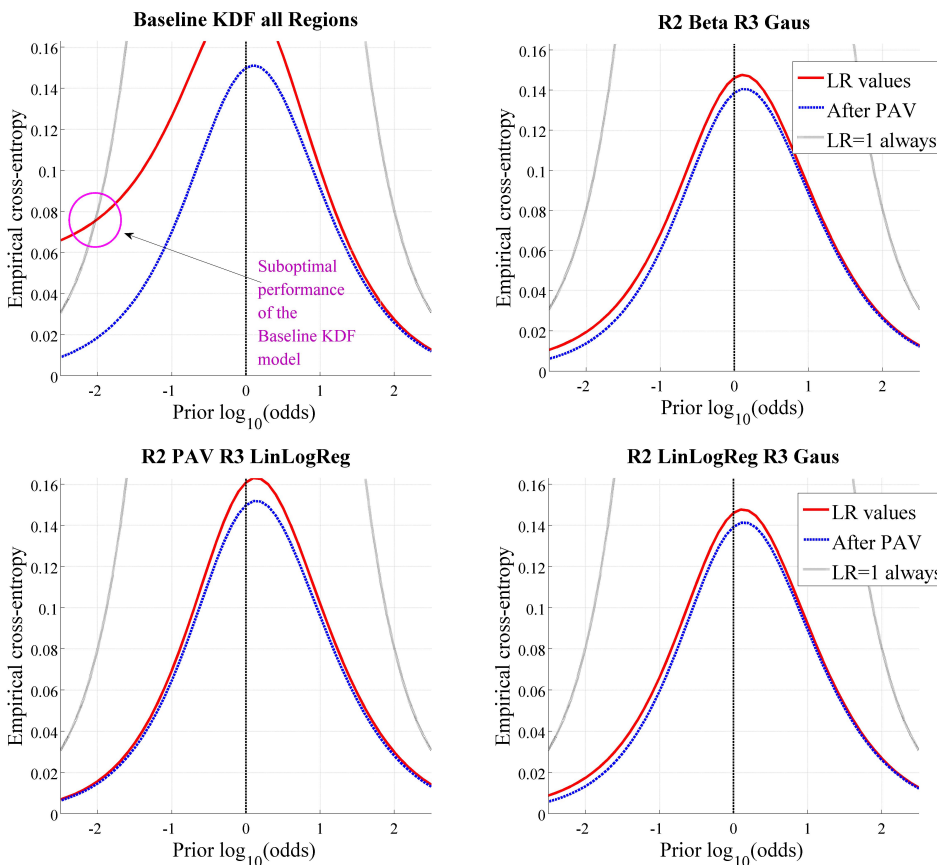 Baseline KDF all Regions
Empirical cross-entropy
0.16
0.14
0.12
0.1
0.08
0.06
0.04
0.02
0
Suboptimal
performance
of the
Baseline KDF
model
-2
-1
0
1
2
Prior log10(odds)
R2 Beta R3 Gaus
Empirical cross-entropy
0.16
0.14
0.12
0.1
0.08
0.06
0.04
0.02
0
LR values
After PAV
LR=1 always
-2
-1
0
1
2
Prior log10(odds)
R2 PAV R3 LinLogReg
Empirical cross-entropy
0.16
0.14
0.12
0.1
0.08
0.06
0.04
0.02
0
-2
-1
0
1
2
Prior log10(odds)
R2 LinLogReg R3 Gaus
Empirical cross-entropy
0.16
0.14
0.12
0.1
0.08
0.06
0.04
0.02
0
LR values
After PAV
LR=1 always
-2
-1
0
1
2
Prior log10(odds)